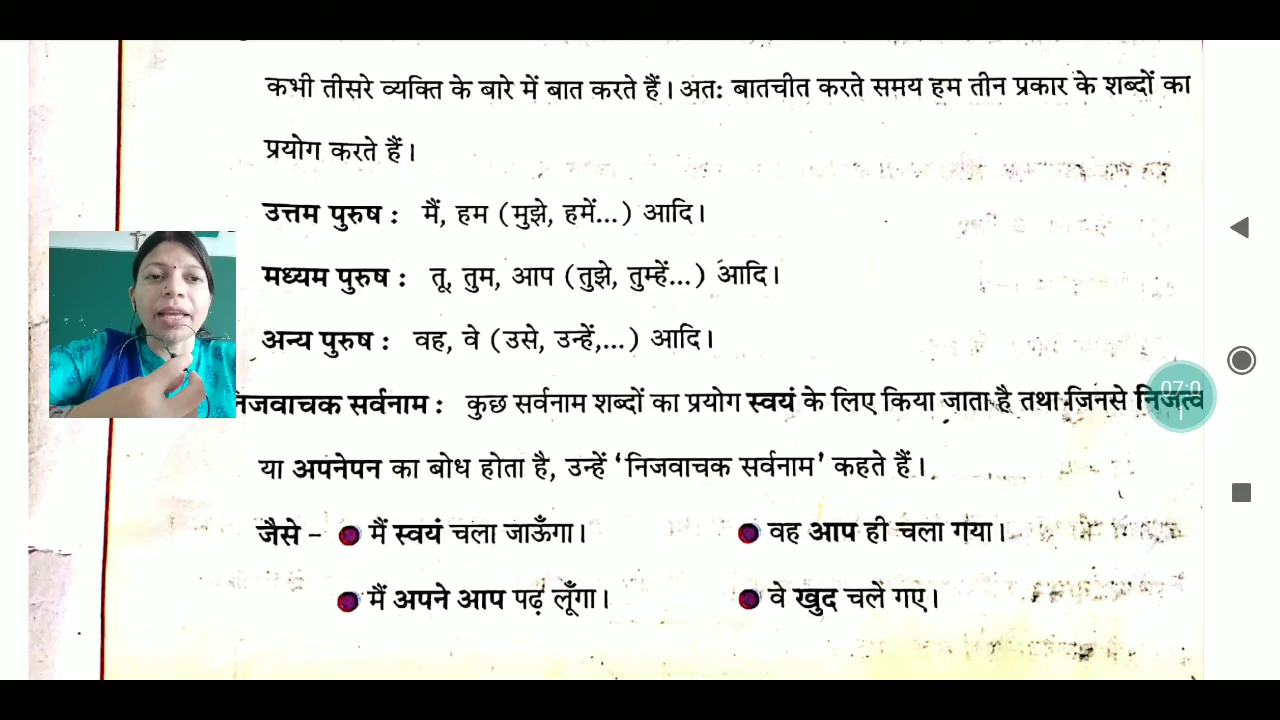 कभी तीसरे व्यक्ति के बारे में बात करते हैं। अतः बातचीत करते समय हम तीन प्रकार के शब्दों का
प्रयोग करते हैं।
उत्तम पुरुष : मैं, हम (मुझे, हमें...) आदि।
मध्यम पुरुष : तू, तुम, आप (तुझे, तुम्हें...) आदि।
अन्य पुरुष : वह, वे (उसे, उन्हें,...) आदि।
निजवाचक सर्वनाम : कुछ सर्वनाम शब्दों का प्रयोग स्वयं के लिए किया जाता है तथा जिनसे निजत्व
या अपनेपन का बोध होता है, उन्हें 'निजवाचक सर्वनाम' कहते हैं।
जैसे - मैं स्वयं चला जाऊँगा। वह आप ही चला गया।
मैं अपने आप पढ़ लूँगा। वे खुद चले गए।